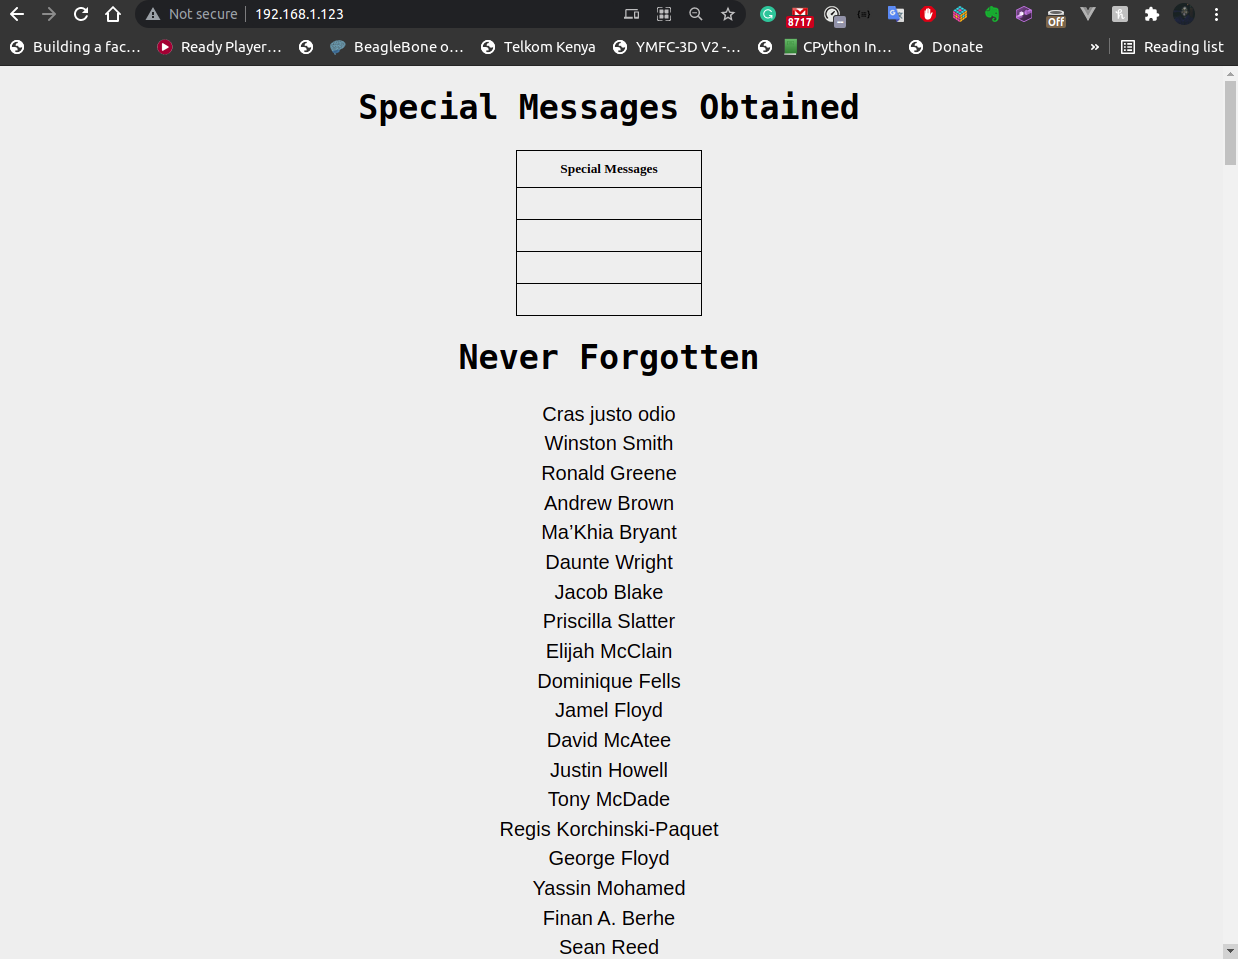 Not secure 192.168.1.123
8717
Off
Building a fac…
Ready Player…
BeagleBone o…
Telkom Kenya
YMFC-3D V2 -…
CPython In…
Donate
»
Reading list
Special Messages Obtained
Special Messages
Never Forgotten
Cras justo odio
Winston Smith
Ronald Greene
Andrew Brown
Ma’Khia Bryant
Daunte Wright
Jacob Blake
Priscilla Slatter
Elijah McClain
Dominique Fells
Jamel Floyd
David McAtee
Justin Howell
Tony McDade
Regis Korchinski-Paquet
George Floyd
Yassin Mohamed
Finan A. Berhe
Sean Reed